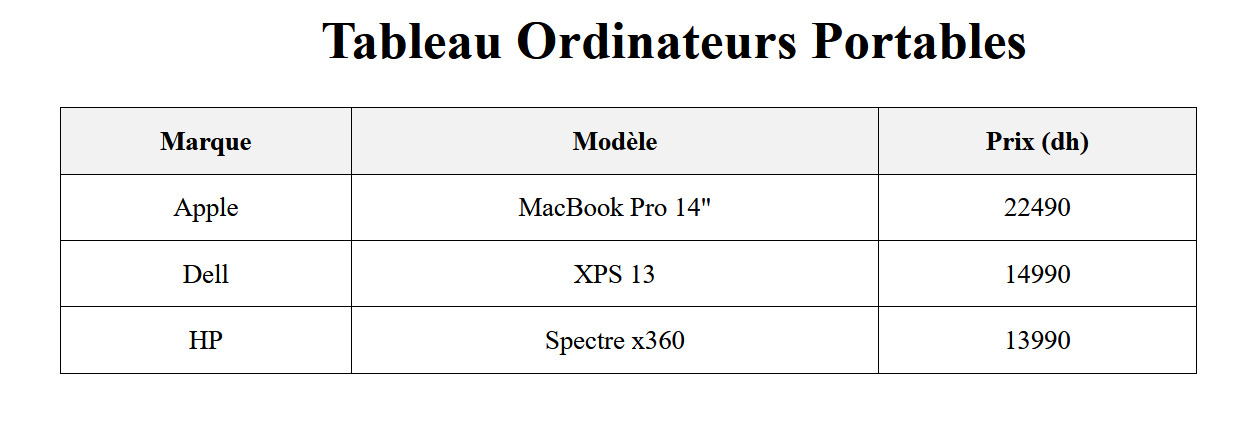 Tableau Ordinateurs Portables
Marque Modèle Prix (dh)
Apple MacBook Pro 14" 22490
Dell XPS 13 14990
HP Spectre x360 13990